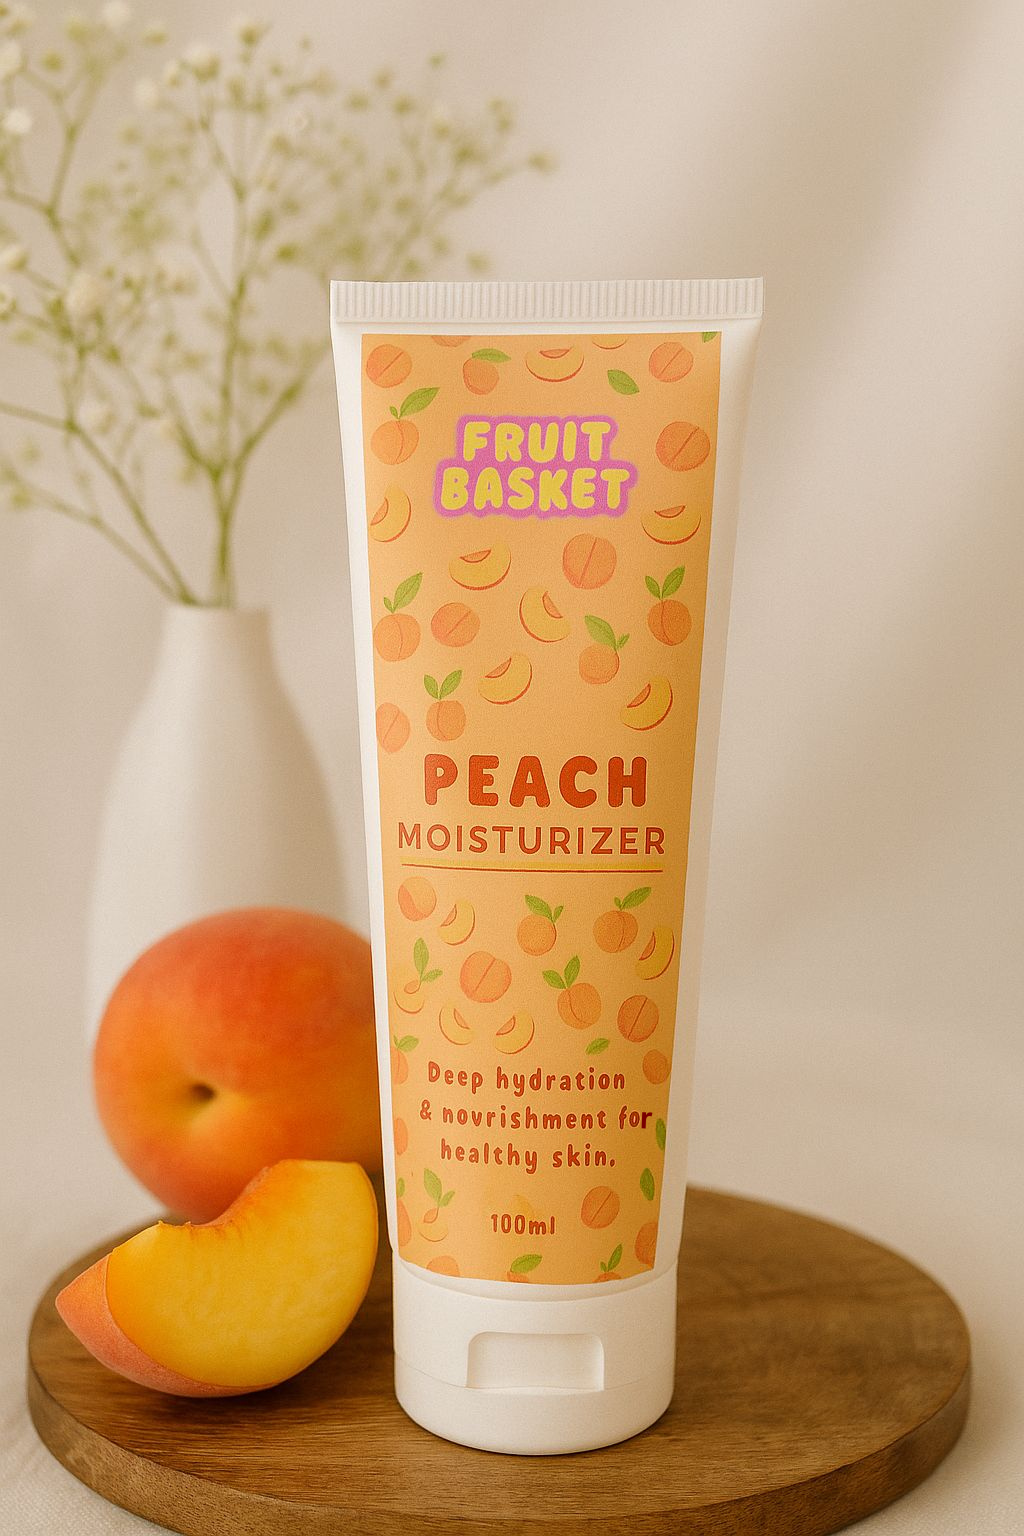 FRUIT
BASKET
PEACH
MOISTURIZER
Deep hydration
& novrishment for
healthy skin.
100ml